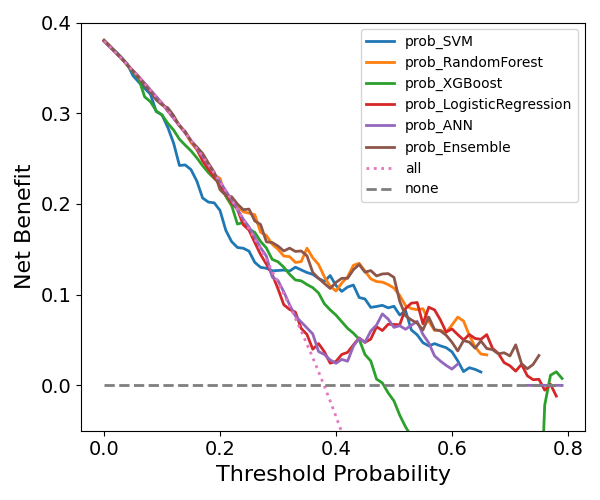 Net Benefit
0.4
0.3
0.2
0.1
0.0
prob_SVM
prob_RandomForest
prob_XGBoost
prob_LogisticRegression
prob_ANN
prob_Ensemble
all
none
0.0 0.2 0.4 0.6 0.8
Threshold Probability